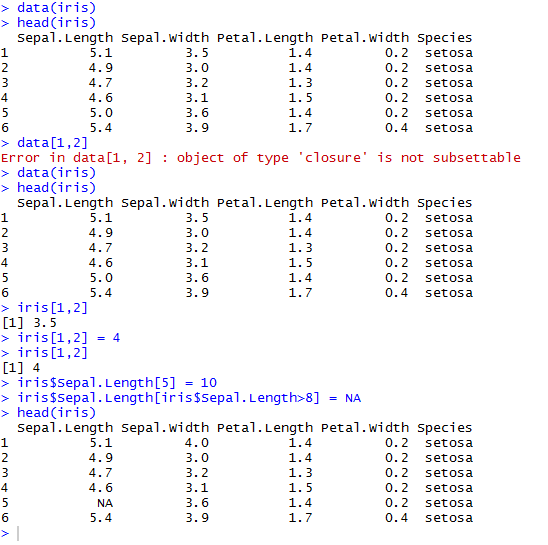 > data(iris)
> head(iris)
  Sepal.Length Sepal.Width Petal.Length Petal.Width Species
1          5.1         3.5          1.4         0.2  setosa
2          4.9         3.0          1.4         0.2  setosa
3          4.7         3.2          1.3         0.2  setosa
4          4.6         3.1          1.5         0.2  setosa
5          5.0         3.6          1.4         0.2  setosa
6          5.4         3.9          1.7         0.4  setosa
> data[1,2]
Error in data[1, 2] : object of type 'closure' is not subsettable
> data(iris)
> head(iris)
  Sepal.Length Sepal.Width Petal.Length Petal.Width Species
1          5.1         3.5          1.4         0.2  setosa
2          4.9         3.0          1.4         0.2  setosa
3          4.7         3.2          1.3         0.2  setosa
4          4.6         3.1          1.5         0.2  setosa
5          5.0         3.6          1.4         0.2  setosa
6          5.4         3.9          1.7         0.4  setosa
> iris[1,2]
[1] 3.5
> iris[1,2] = 4
> iris[1,2]
[1] 4
> iris$Sepal.Length[5] = 10
> iris$Sepal.Length[iris$Sepal.Length>8] = NA
> head(iris)
  Sepal.Length Sepal.Width Petal.Length Petal.Width Species
1          5.1         4.0          1.4         0.2  setosa
2          4.9         3.0          1.4         0.2  setosa
3          4.7         3.2          1.3         0.2  setosa
4          4.6         3.1          1.5         0.2  setosa
5           NA         3.6          1.4         0.2  setosa
6          5.4         3.9          1.7         0.4  setosa
>